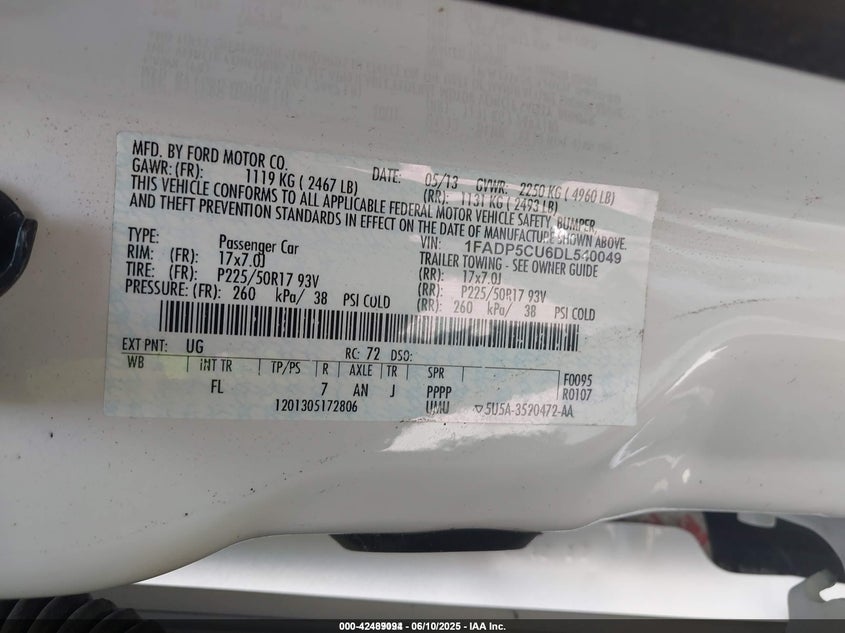 MFD. BY FORD MOTOR CO. DATE: 05/13 GVWR: 2250 KG ( 4960 LB)
GAWR: (FR): 1119 KG ( 2467 LB) (RR): 1131 KG ( 2493 LB)
THIS VEHICLE CONFORMS TO ALL APPLICABLE FEDERAL MOTOR VEHICLE SAFETY, BUMPER,
AND THEFT PREVENTION STANDARDS IN EFFECT ON THE DATE OF MANUFACTURE SHOWN ABOVE.
VIN: 1FADP5CU6DL540049
TYPE: Passenger Car TRAILER TOWING - SEE OWNER GUIDE
RIM: (FR): 17x7.0J (RR): 17x7.0J
TIRE: (FR): P225/50R17 93V (RR): P225/50R17 93V
PRESSURE: (FR): 260 kPa/ 38 PSI COLD (RR): 260 kPa/ 38 PSI COLD
EXT PNT: UG RC: 72 DSO:
WB INT TR TP/PS R AXLE TR SPR F0095
FL 7 AN J PPPP R0107
1201305172806 UMU ▽5U5A-3520472-AA
000-42489094 - 06/10/2025 - IAA Inc.